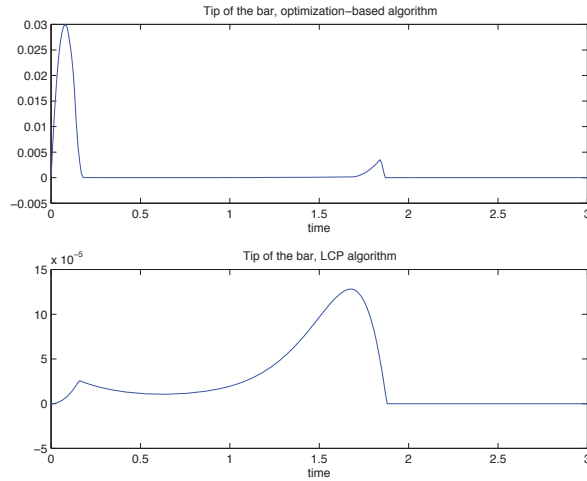 Tip of the bar, optimization−based algorithm
0.03
0.025
0.02
0.015
0.01
0.005
0
−0.005
0 0.5 1 1.5 2 2.5 3
time
x 10^−5
Tip of the bar, LCP algorithm
15
10
5
0
−5
0 0.5 1 1.5 2 2.5 3
time